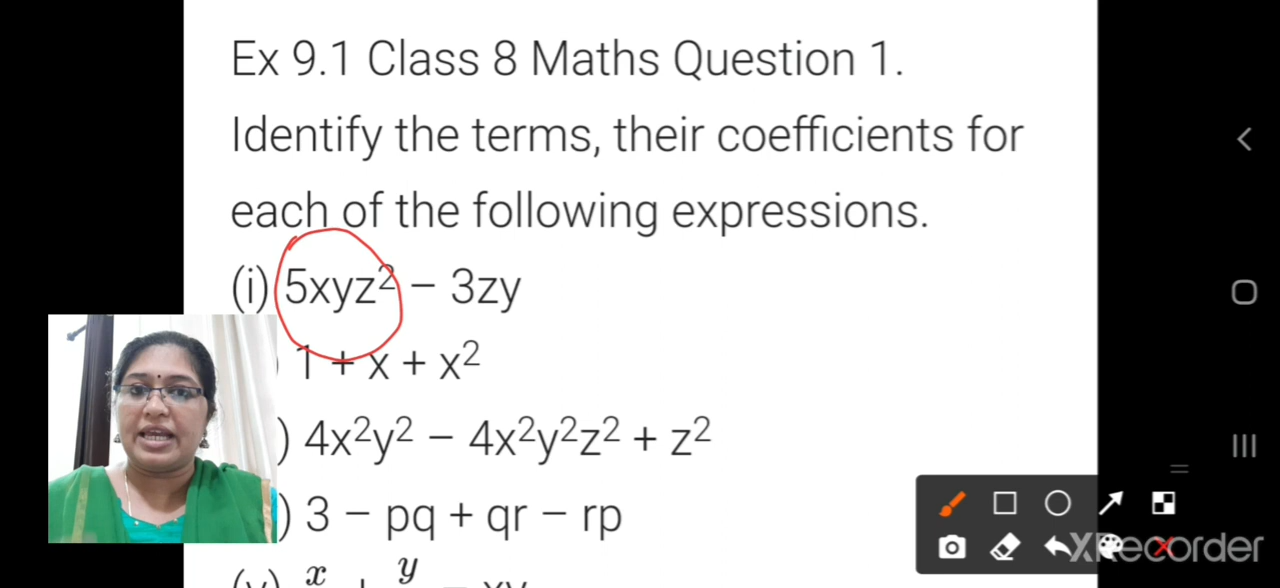 Ex 9.1 Class 8 Maths Question 1.
Identify the terms, their coefficients for
each of the following expressions.
(i) 5xyz² – 3zy
) 1 + x + x²
) 4x²y² – 4x²y²z² + z²
) 3 – pq + qr – rp
x y
XRecorder